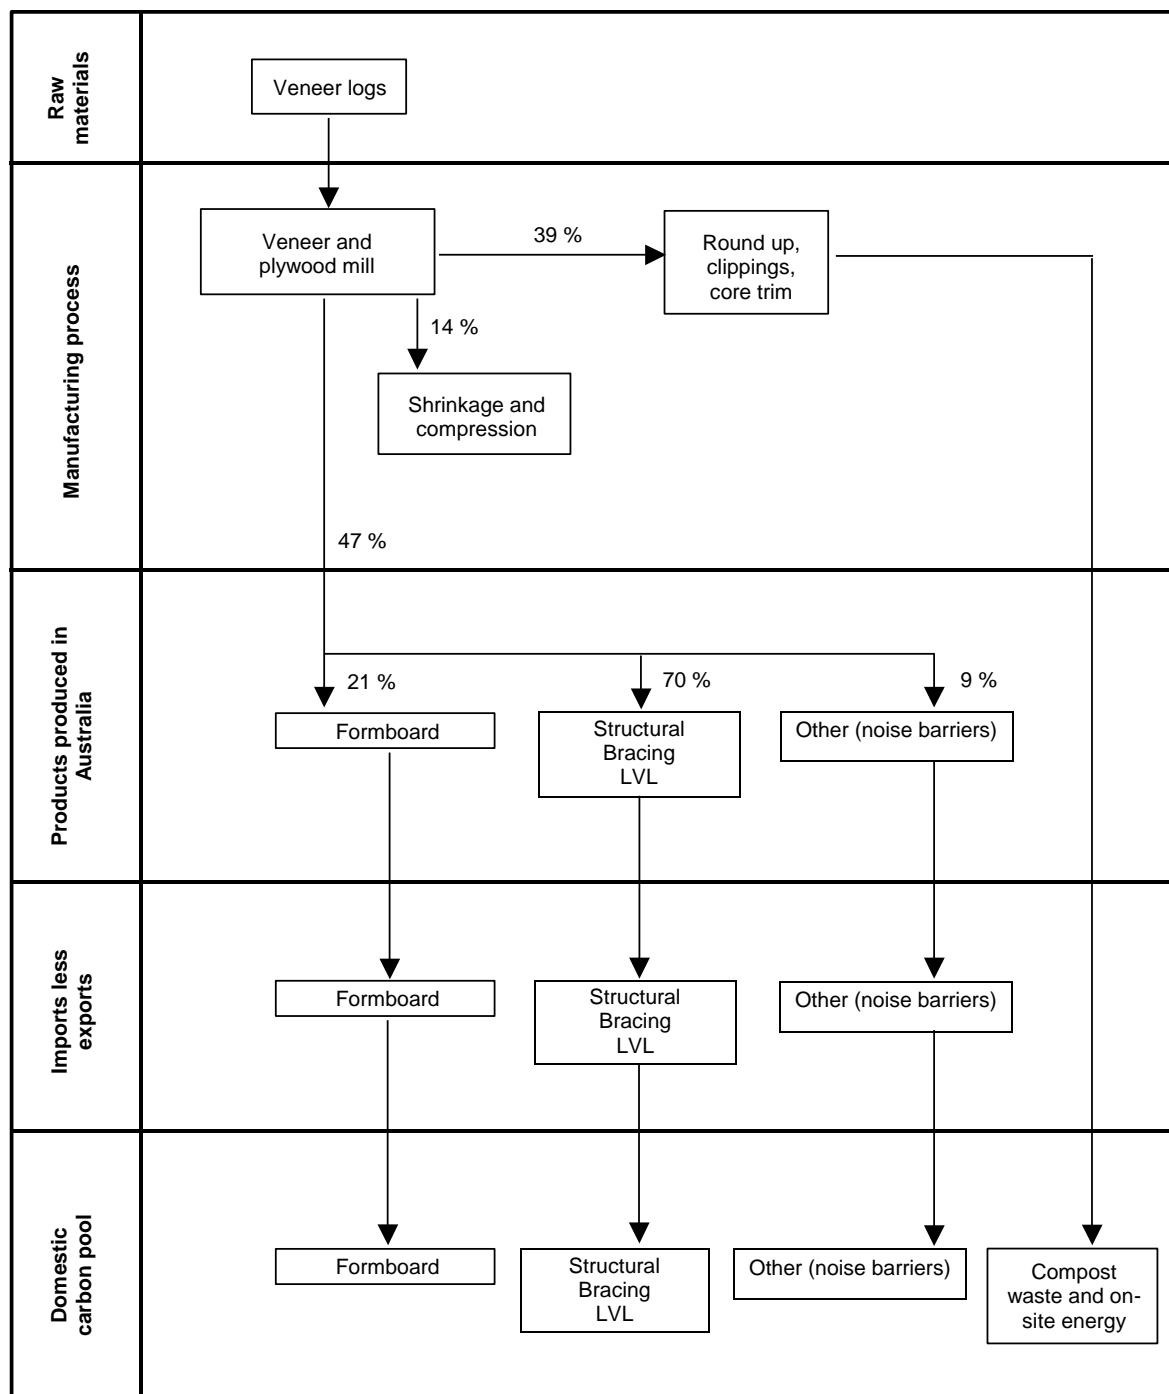 Raw
materials
Veneer logs
Manufacturing process
Veneer and
plywood mill
39 %
Round up,
clippings,
core trim
14 %
Shrinkage and
compression
47 %
Products produced in
Australia
21 %
70 %
9 %
Formboard
Structural
Bracing
LVL
Other (noise barriers)
Imports less
exports
Formboard
Structural
Bracing
LVL
Other (noise barriers)
Domestic
carbon pool
Formboard
Structural
Bracing
LVL
Other (noise barriers)
Compost
waste and on-
site energy